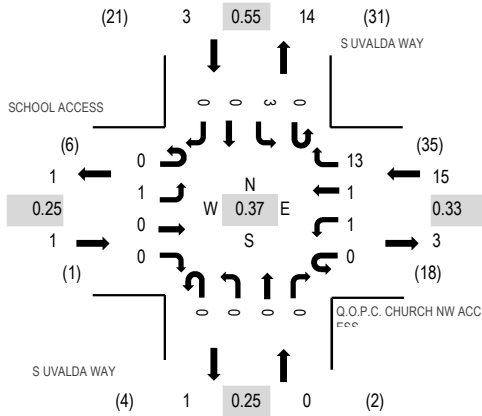 (21) 3 0.55 14 (31)
S UVALDA WAY
SCHOOL ACCESS
0 0 3 0
(6) 0 13 (35)
1 1 N 1 15
0.25 W 0.37 E 0.33
1 0 S 1 3
(1) 0 0 (18)
0 0 0 0
Q.O.P.C. CHURCH NW ACC
ESS
S UVALDA WAY
(4) 1 0.25 0 (2)